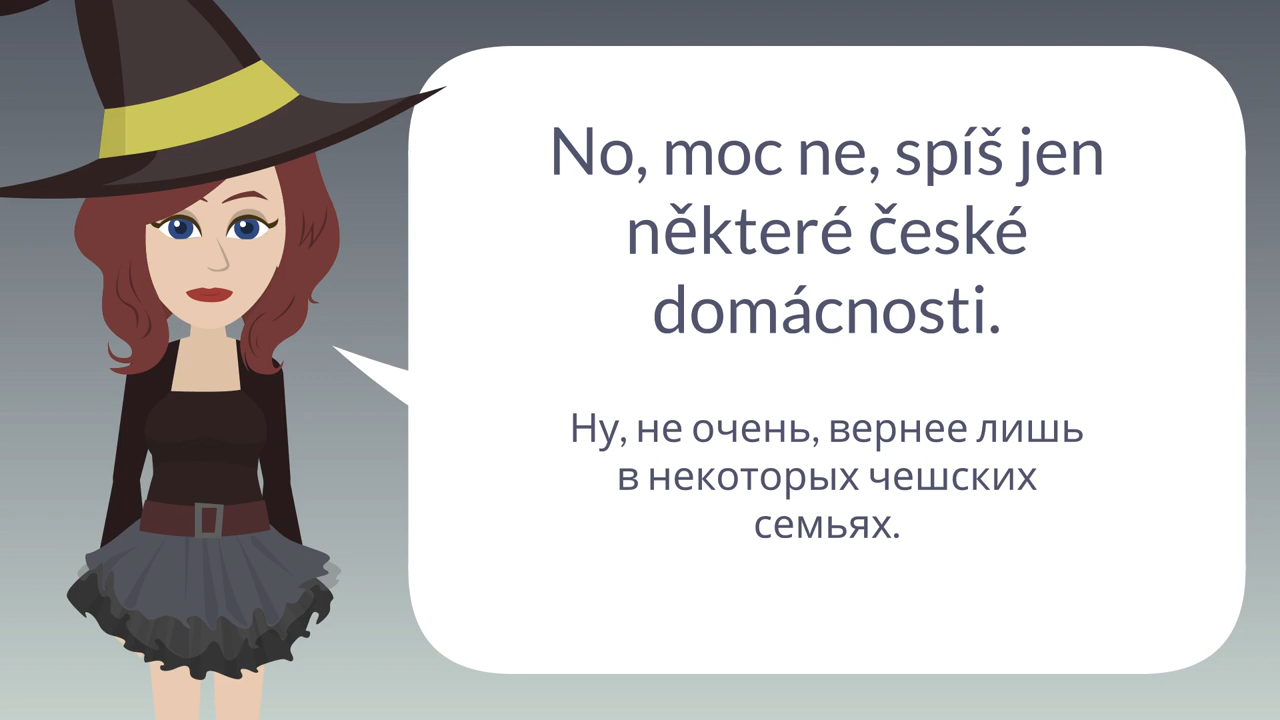 No, moc ne, spíš jen
některé české
domácnosti.
Ну, не очень, вернее лишь
в некоторых чешских
семьях.